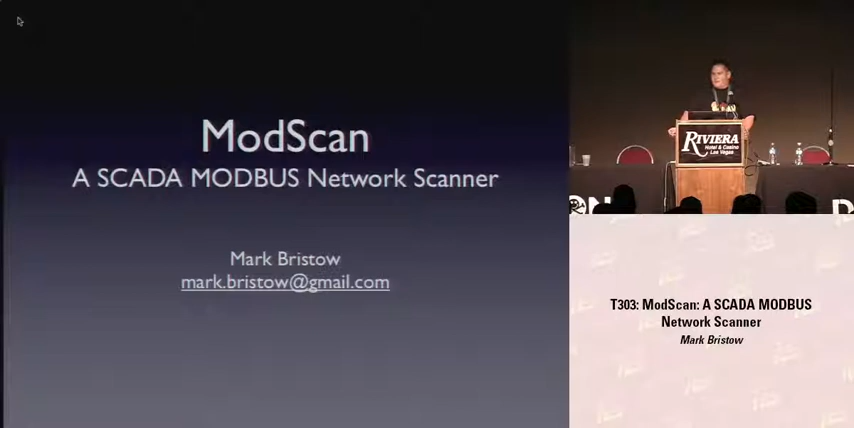 ModScan
A SCADA MODBUS Network Scanner
Mark Bristow
mark.bristow@gmail.com
RIVIERA
Hotel & Casino
Las Vegas
T303: ModScan: A SCADA MODBUS
Network Scanner
Mark Bristow